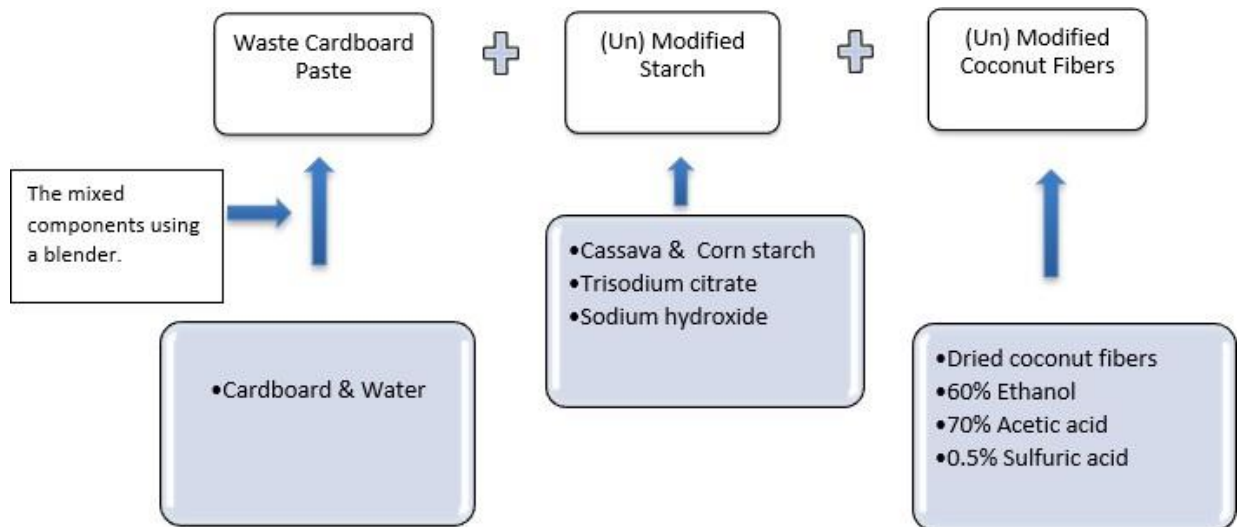 Waste Cardboard
Paste
(Un) Modified
Starch
(Un) Modified
Coconut Fibers
The mixed
components using
a blender.
•Cardboard & Water
•Cassava & Corn starch
•Trisodium citrate
•Sodium hydroxide
•Dried coconut fibers
•60% Ethanol
•70% Acetic acid
•0.5% Sulfuric acid